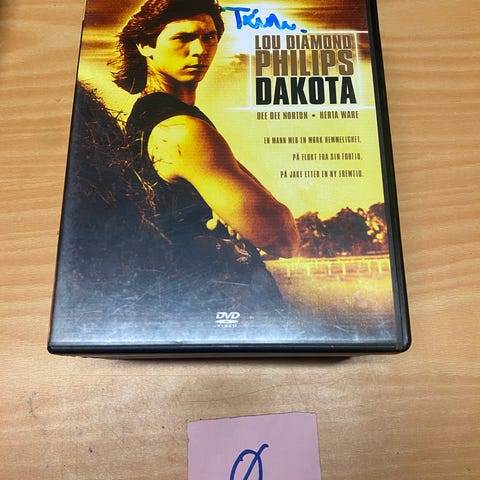 LOU DIAMOND
PHILIPS
DAKOTA
DEE DEE NORTON • HERTA WARE
EN MANN MED EN MØRK HEMMELIGHET.
PÅ FLUKT FRA SIN FORTID.
PÅ JAKT ETTER EN NY FREMTID.
DVD
VIDEO
Ø